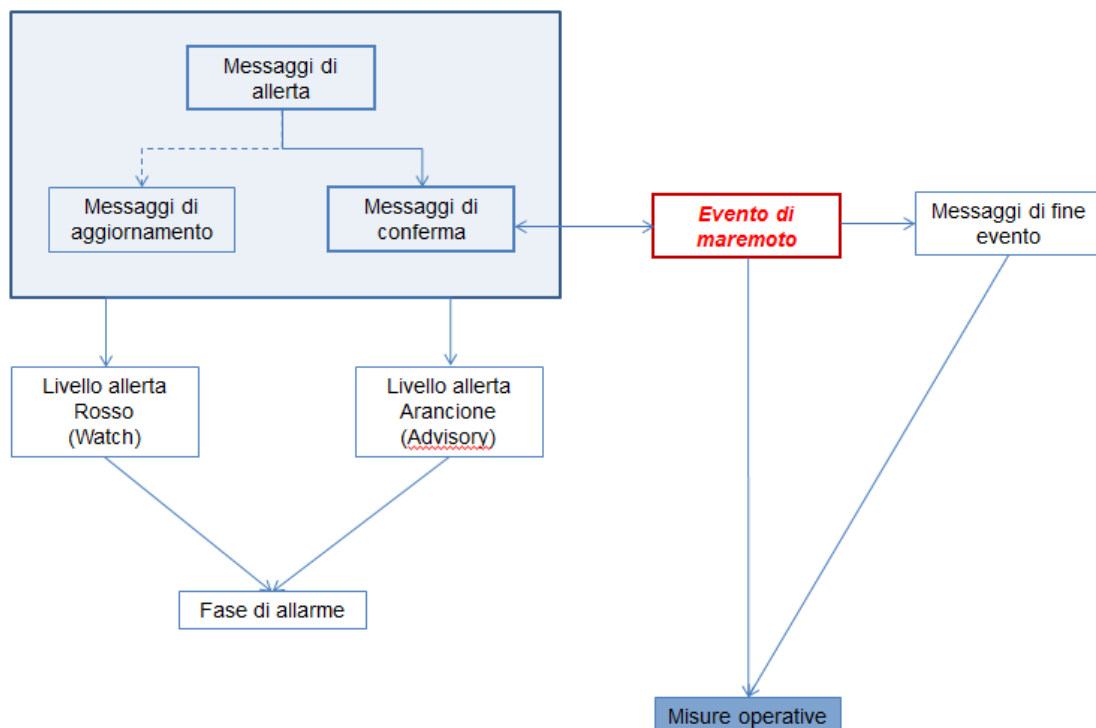 Messaggi di
allerta
Messaggi di
aggiornamento
Messaggi di
conferma
Evento di
maremoto
Messaggi di fine
evento
Livello allerta
Rosso
(Watch)
Livello allerta
Arancione
(Advisory)
Fase di allarme
Misure operative